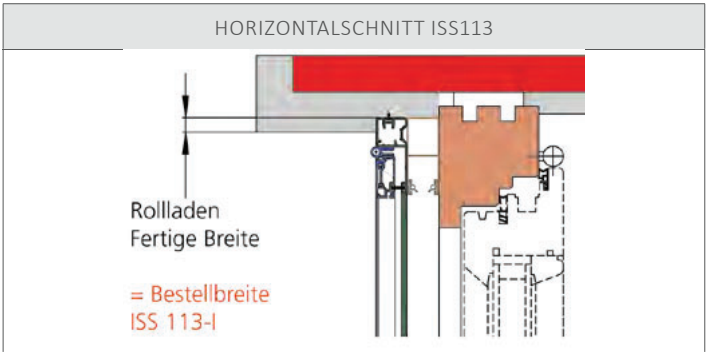 HORIZONTALSCHNITT ISS113
Rollladen
Fertige Breite
= Bestellbreite
ISS 113-I